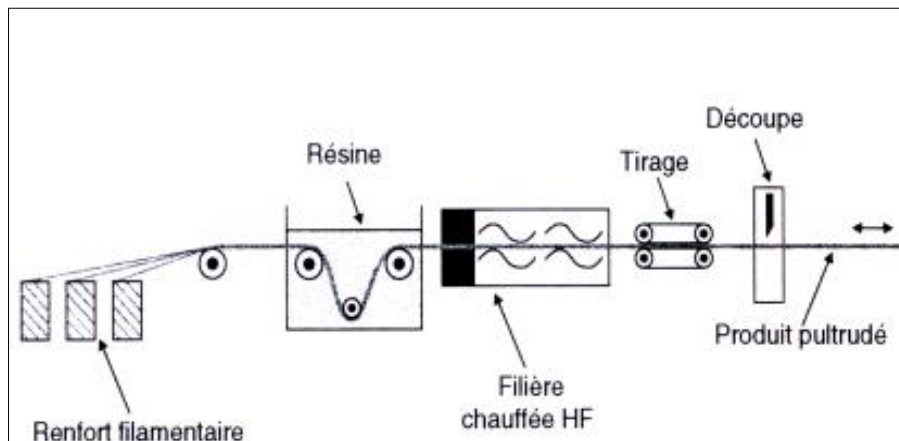 Découpe
Résine
Tirage
Produit pultrudé
Filière
chauffée HF
Renfort filamentaire